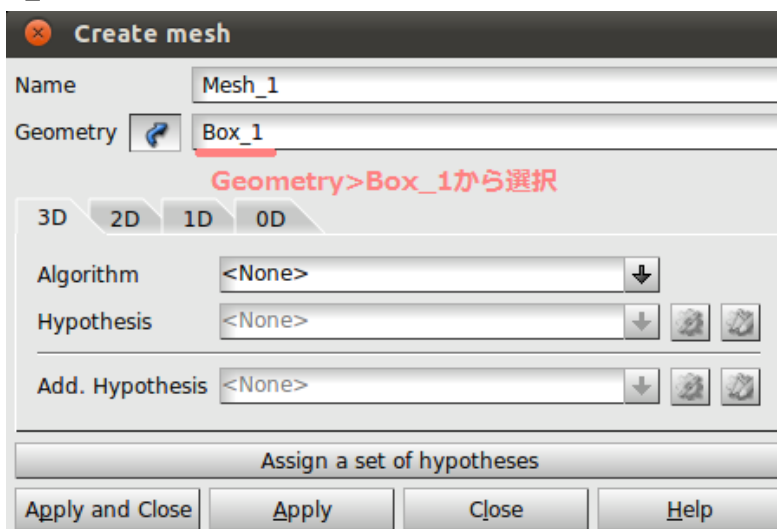 Create mesh
Name Mesh_1
Geometry Box_1
Geometry>Box_1から選択
3D 2D 1D 0D
Algorithm <None>
Hypothesis <None>
Add. Hypothesis <None>
Assign a set of hypotheses
Apply and Close Apply Close Help